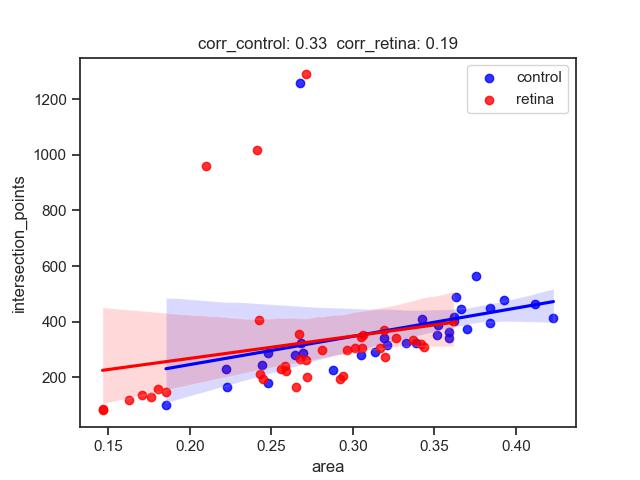 corr_control: 0.33  corr_retina: 0.19
control
retina
intersection_points
1200
1000
800
600
400
200
0.15 0.20 0.25 0.30 0.35 0.40
area